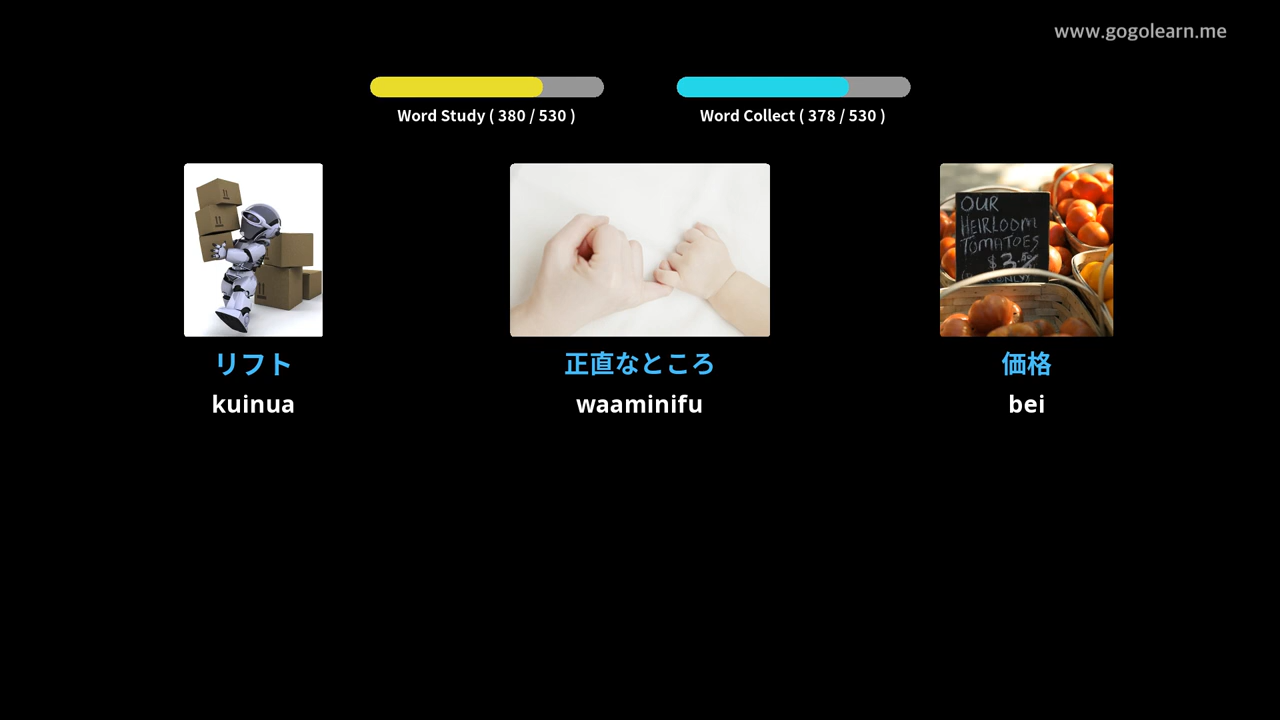 www.gogolearn.me
Word Study ( 380 / 530 )
Word Collect ( 378 / 530 )
OUR
HEIRLOOM
TOMATOES
リフト
正直なところ
価格
kuinua
waaminifu
bei